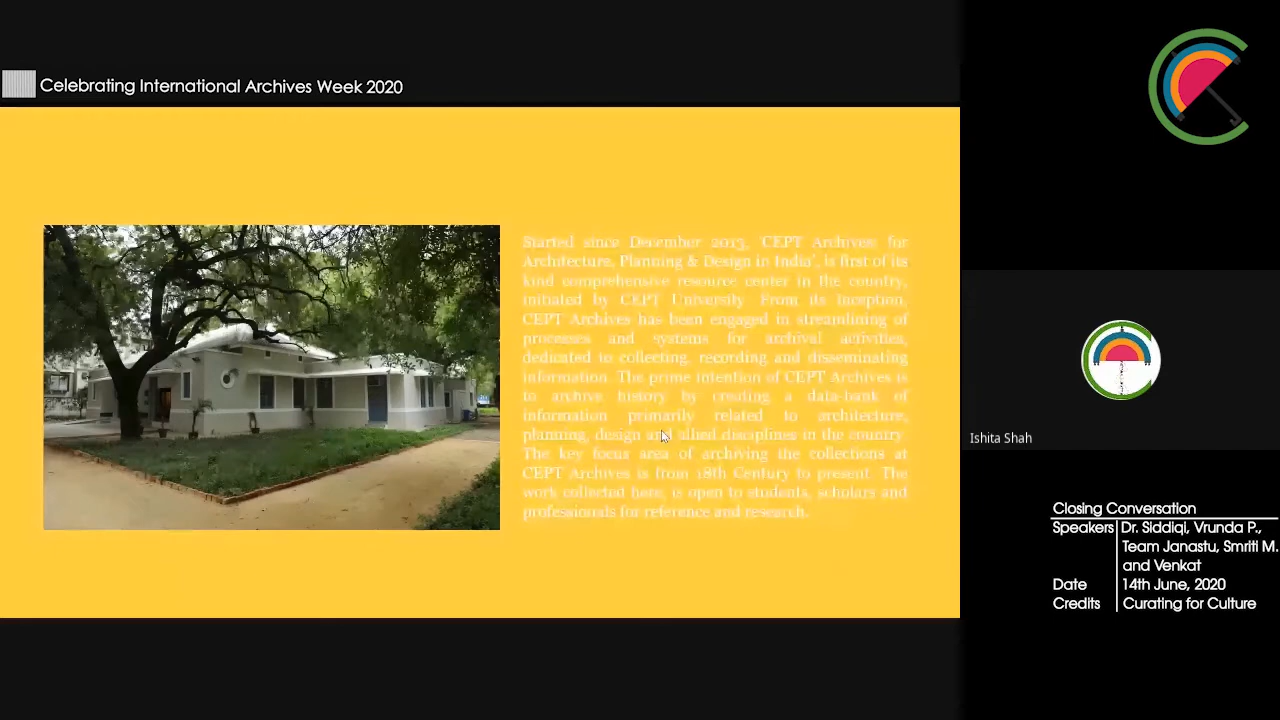 Celebrating International Archives Week 2020
Started since December 2013, 'CEPT Archives for
Architecture, Planning & Design in India', is first of its
kind comprehensive resource center in the country,
initiated by CEPT University. From its inception,
CEPT Archives has been engaged in streamlining of
processes and systems for archival activities,
dedicated to collecting, recording and disseminating
information. The prime intention of CEPT Archives is
to archive history by creating a data-bank of
information primarily related to architecture,
planning, design and allied disciplines in the country.
The key focus area of archiving the collections at
CEPT Archives is from 18th Century to present. The
work collected here, is open to students, scholars and
professionals for reference and research.
Ishita Shah
Closing Conversation
Speakers Dr. Siddiqi, Vrunda P.,
Team Janastu, Smriti M.
and Venkat
Date 14th June, 2020
Credits Curating for Culture